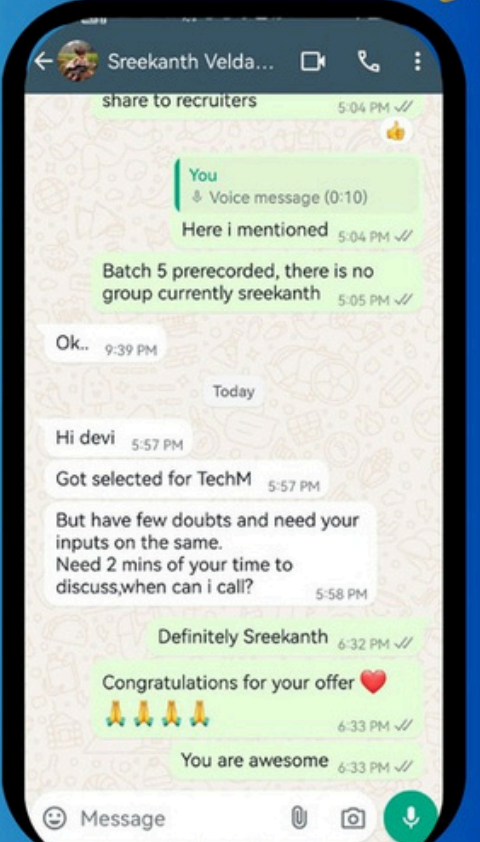 Sreekanth Velda...
share to recruiters
5:04 PM
You
Voice message (0:10)
Here i mentioned 5:04 PM
Batch 5 prerecorded, there is no
group currently sreekanth 5:05 PM
Ok.. 9:39 PM
Today
Hi devi 5:57 PM
Got selected for TechM 5:57 PM
But have few doubts and need your
inputs on the same.
Need 2 mins of your time to
discuss,when can i call? 5:58 PM
Definitely Sreekanth 6:32 PM
Congratulations for your offer ❤️
🙏🙏🙏🙏 6:33 PM
You are awesome 6:33 PM
Message